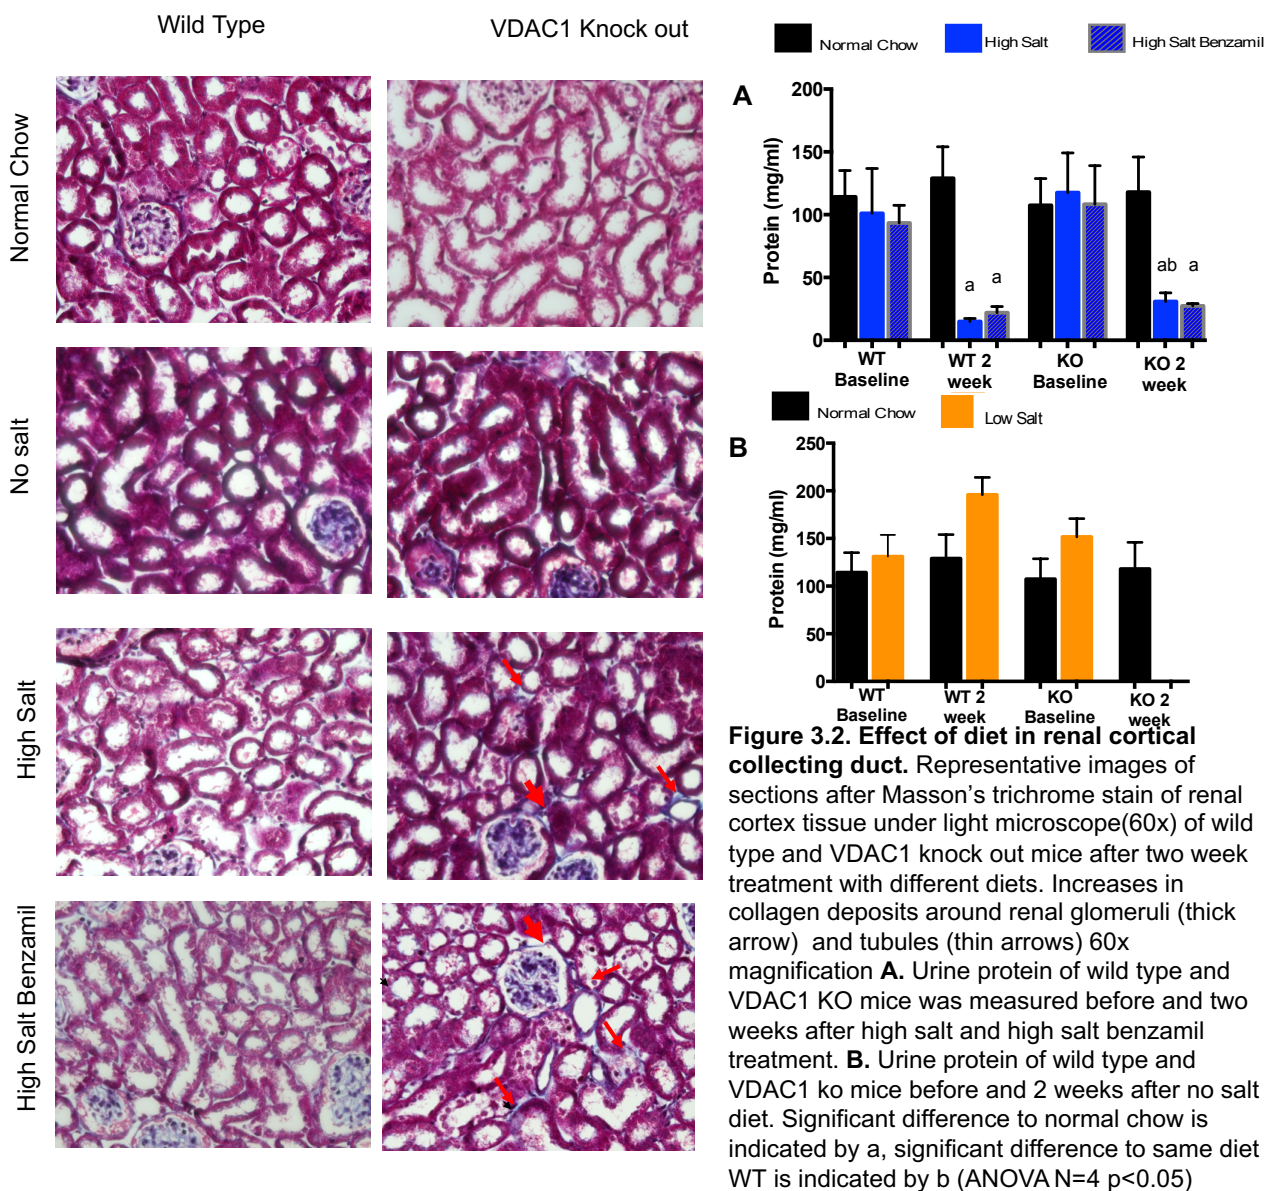 Wild Type
VDAC1 Knock out
Normal Chow
No salt
High Salt
High Salt Benzamil
Normal Chow
High Salt
High Salt Benzamil
A
200
150
100
50
0
Protein (mg/ml)
a
a
ab
a
WT
Baseline
WT 2
week
KO
Baseline
KO 2
week
Normal Chow
Low Salt
B
250
200
150
100
50
0
Protein (mg/ml)
WT
Baseline
WT 2
week
KO
Baseline
KO 2
week
Figure 3.2. Effect of diet in renal cortical
collecting duct. Representative images of
sections after Masson's trichrome stain of renal
cortex tissue under light microscope(60x) of wild
type and VDAC1 knock out mice after two week
treatment with different diets. Increases in
collagen deposits around renal glomeruli (thick
arrow) and tubules (thin arrows) 60x
magnification A. Urine protein of wild type and
VDAC1 KO mice was measured before and two
weeks after high salt and high salt benzamil
treatment. B. Urine protein of wild type and
VDAC1 ko mice before and 2 weeks after no salt
diet. Significant difference to normal chow is
indicated by a, significant difference to same diet
WT is indicated by b (ANOVA N=4 p<0.05)